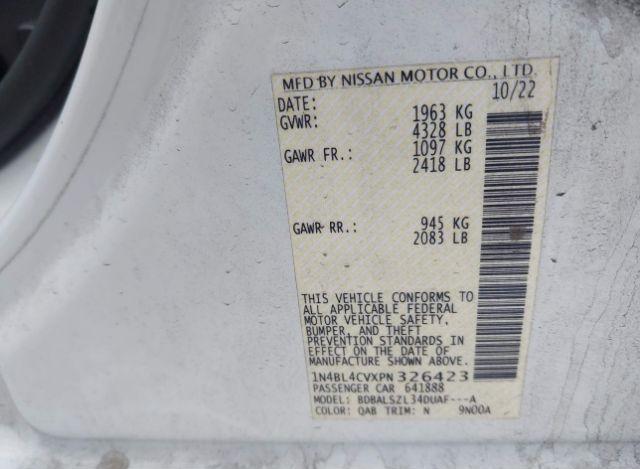 MFD BY NISSAN MOTOR CO., LTD.
DATE: 10/22
GVWR: 1963 KG
4328 LB
GAWR FR.: 1097 KG
2418 LB
GAWR RR.: 945 KG
2083 LB
THIS VEHICLE CONFORMS TO
ALL APPLICABLE FEDERAL
MOTOR VEHICLE SAFETY,
BUMPER, AND THEFT
PREVENTION STANDARDS IN
EFFECT ON THE DATE OF
MANUFACTURE SHOWN ABOVE.
1N4BL4CVXPN326423
PASSENGER CAR 641888
MODEL: BDBALSZL34DUAF---A
COLOR: QAB TRIM: N 9N00A